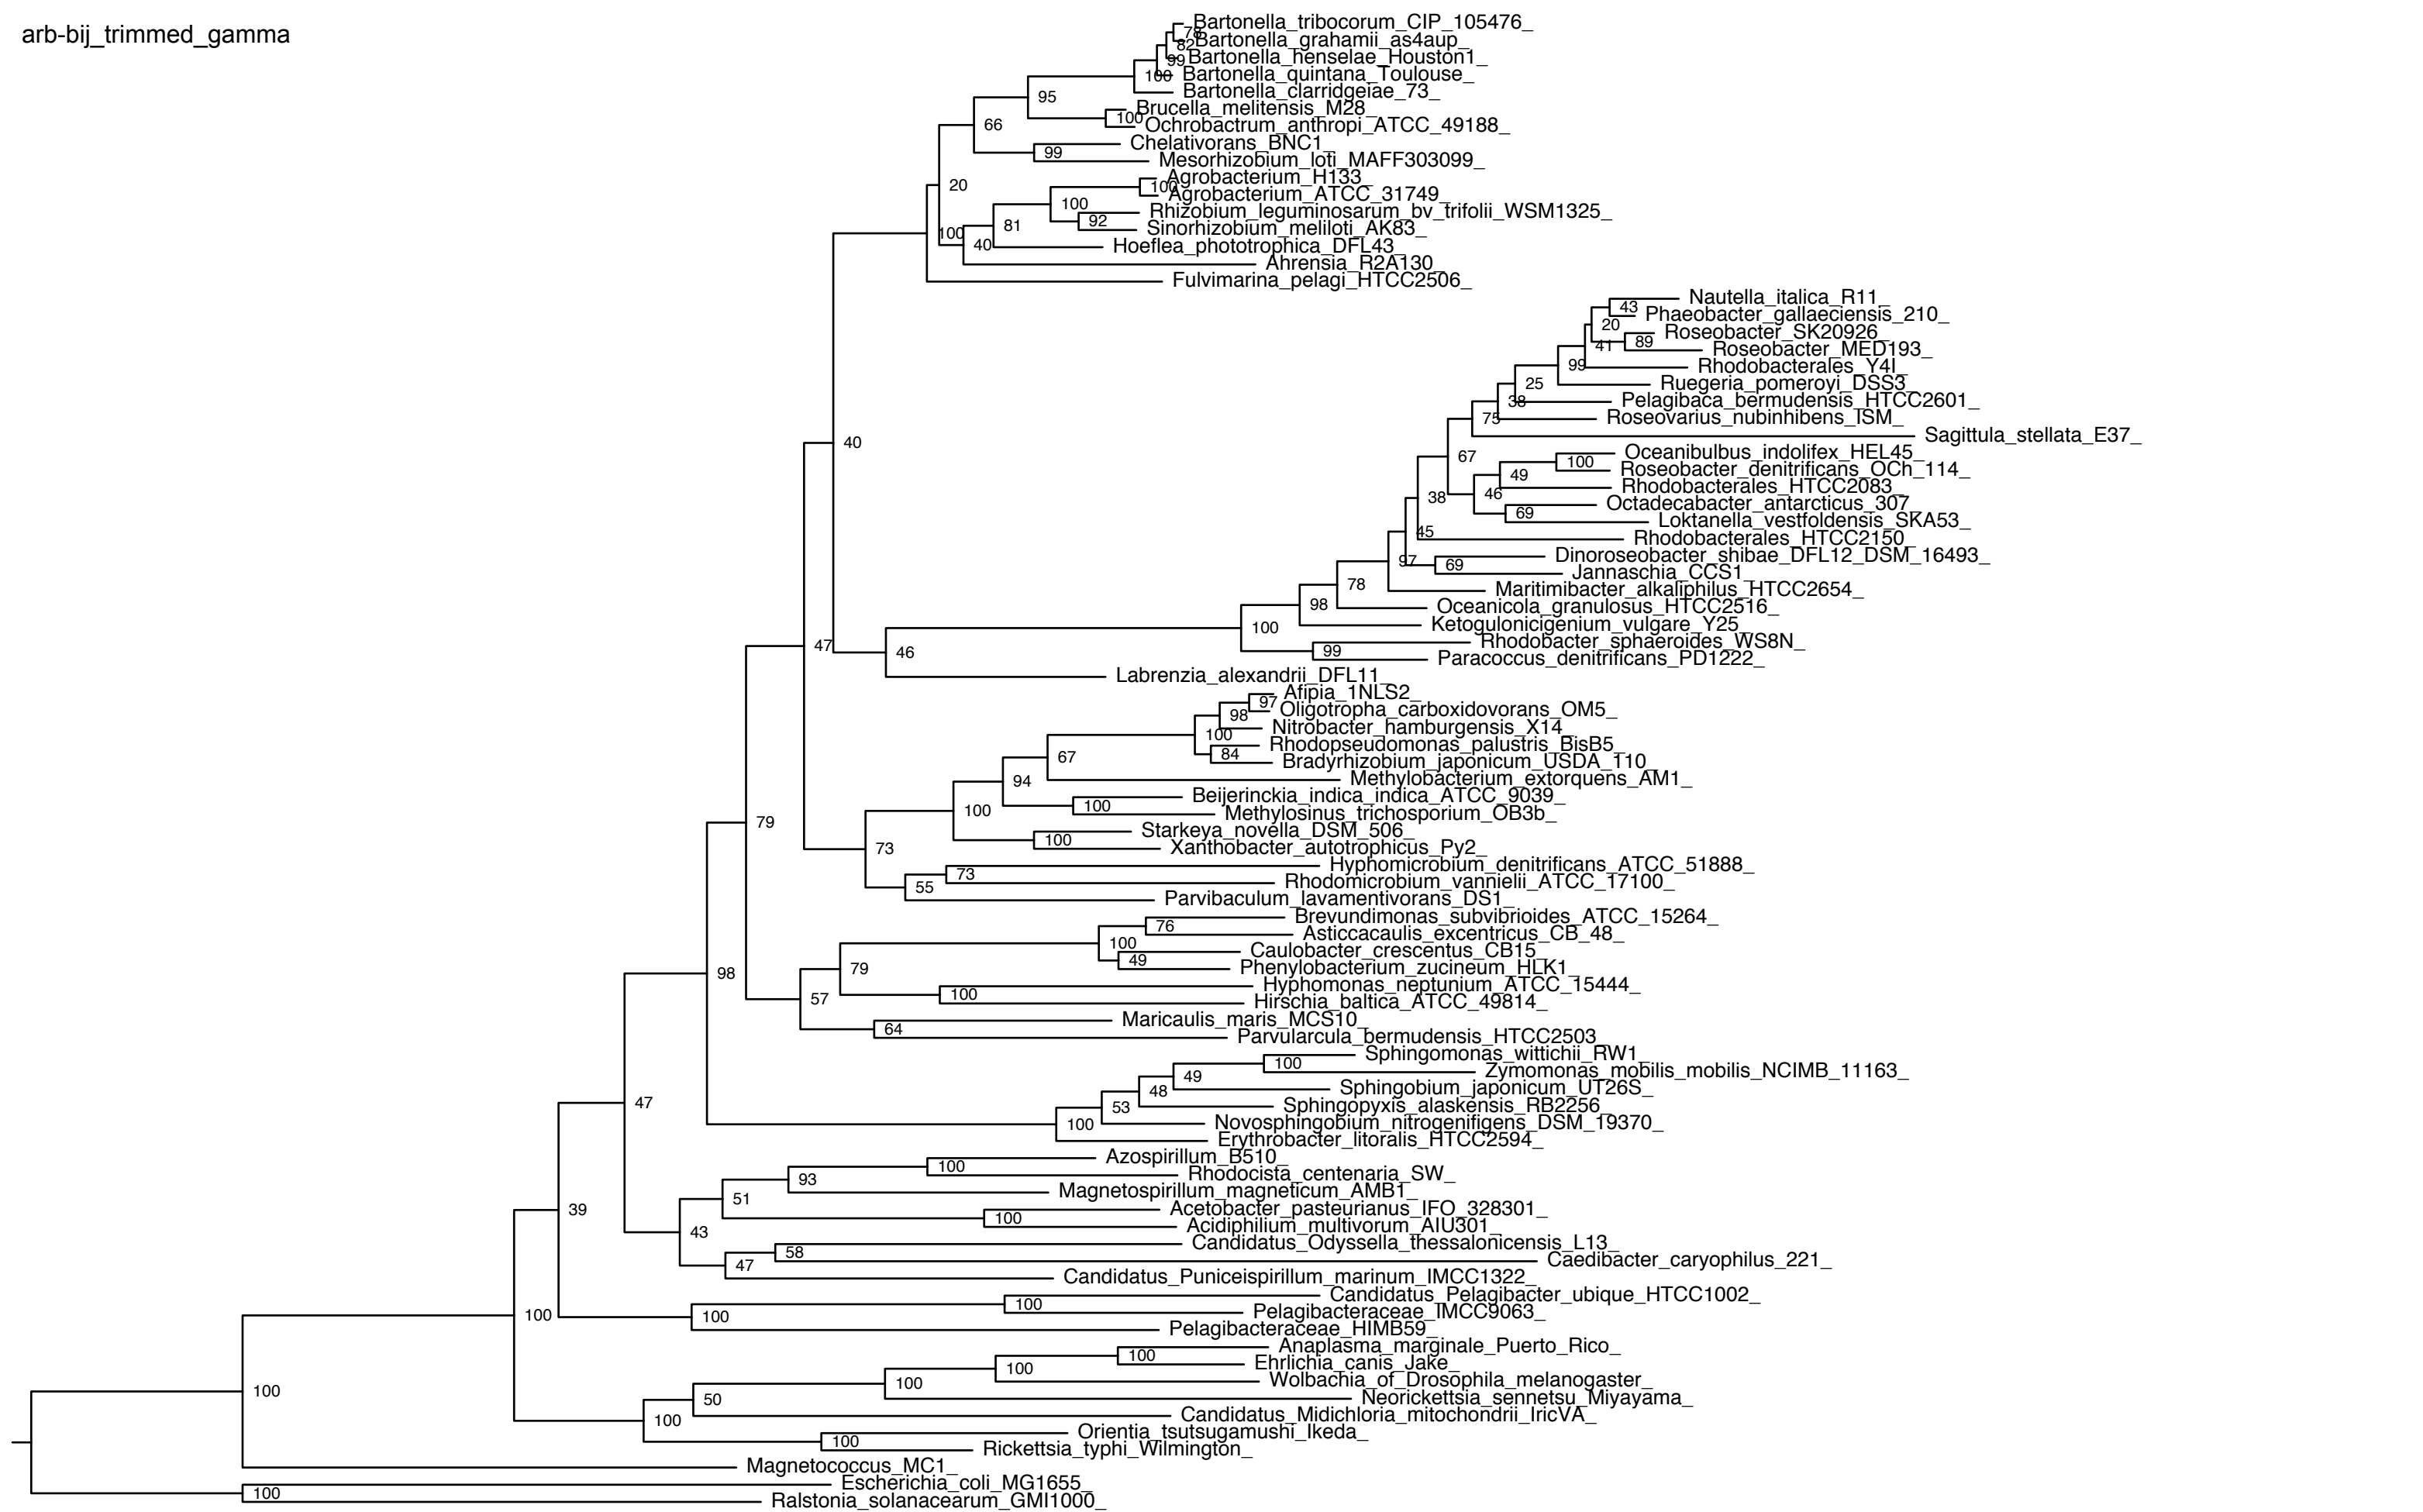 arb-bij_trimmed_gamma
Bartonella_tribocorum_CIP_105476_
78
Bartonella_grahamii_as4aup_
82
Bartonella_henselae_Houston1_
99
Bartonella_quintana_Toulouse_
100
Bartonella_clarridgeiae_73_
95
Brucella_melitensis_M28_
100
Ochrobactrum_anthropi_ATCC_49188_
66
Chelativorans_BNC1_
99
Mesorhizobium_loti_MAFF303099_
20
Agrobacterium_H133_
100
Agrobacterium_ATCC_31749_
100
Rhizobium_leguminosarum_bv_trifolii_WSM1325_
92
Sinorhizobium_meliloti_AK83_
81
Hoeflea_phototrophica_DFL43_
40
100
Ahrensia_R2A130_
Fulvimarina_pelagi_HTCC2506_
Nautella_italica_R11_
43
Phaeobacter_gallaeciensis_210_
20
Roseobacter_SK20926_
89
41
Roseobacter_MED193_
99
Rhodobacterales_Y4I_
25
Ruegeria_pomeroyi_DSS3_
38
Pelagibaca_bermudensis_HTCC2601_
75
Roseovarius_nubinhibens_ISM_
Sagittula_stellata_E37_
40
67
Oceanibulbus_indolifex_HEL45_
100
Roseobacter_denitrificans_OCh_114_
49
Rhodobacterales_HTCC2083_
46
38
Octadecabacter_antarcticus_307_
69
Loktanella_vestfoldensis_SKA53_
45
Rhodobacterales_HTCC2150_
97
Dinoroseobacter_shibae_DFL12_DSM_16493_
69
Jannaschia_CCS1_
78
Maritimibacter_alkaliphilus_HTCC2654_
98
Oceanicola_granulosus_HTCC2516_
100
Ketogulonicigenium_vulgare_Y25_
47
46
Rhodobacter_sphaeroides_WS8N_
99
Paracoccus_denitrificans_PD1222_
Labrenzia_alexandrii_DFL11_
Afipia_1NLS2_
97
Oligotropha_carboxidovorans_OM5_
98
Nitrobacter_hamburgensis_X14_
100
Rhodopseudomonas_palustris_BisB5_
84
Bradyrhizobium_japonicum_USDA_110_
67
Methylobacterium_extorquens_AM1_
94
Beijerinckia_indica_indica_ATCC_9039_
100
Methylosinus_trichosporium_OB3b_
100
79
Starkeya_novella_DSM_506_
100
Xanthobacter_autotrophicus_Py2_
73
Hyphomicrobium_denitrificans_ATCC_51888_
73
Rhodomicrobium_vannielii_ATCC_17100_
55
Parvibaculum_lavamentivorans_DS1_
Brevundimonas_subvibrioides_ATCC_15264_
76
Asticcacaulis_excentricus_CB_48_
100
Caulobacter_crescentus_CB15_
49
Phenylobacterium_zucineum_HLK1_
79
98
Hyphomonas_neptunium_ATCC_15444_
100
Hirschia_baltica_ATCC_49814_
57
Maricaulis_maris_MCS10_
64
Parvularcula_bermudensis_HTCC2503_
Sphingomonas_wittichii_RW1_
100
Zymomonas_mobilis_mobilis_NCIMB_11163_
49
Sphingobium_japonicum_UT26S_
48
Sphingopyxis_alaskensis_RB2256_
53
47
Novosphingobium_nitrogenifigens_DSM_19370_
100
Erythrobacter_litoralis_HTCC2594_
Azospirillum_B510_
100
Rhodocista_centenaria_SW_
93
Magnetospirillum_magneticum_AMB1_
51
Acetobacter_pasteurianus_IFO_328301_
100
Acidiphilium_multivorum_AIU301_
39
43
Candidatus_Odyssella_thessalonicensis_L13_
58
Caedibacter_caryophilus_221_
47
Candidatus_Puniceispirillum_marinum_IMCC1322_
Candidatus_Pelagibacter_ubique_HTCC1002_
100
Pelagibacteraceae_IMCC9063_
100
100
Pelagibacteraceae_HIMB59_
Anaplasma_marginale_Puerto_Rico_
100
Ehrlichia_canis_Jake_
100
Wolbachia_of_Drosophila_melanogaster_
100
Neorickettsia_sennetsu_Miyayama_
50
100
Candidatus_Midichloria_mitochondrii_IricVA_
100
Orientia_tsutsugamushi_Ikeda_
100
Rickettsia_typhi_Wilmington_
Magnetococcus_MC1_
Escherichia_coli_MG1655_
100
Ralstonia_solanacearum_GMI1000_